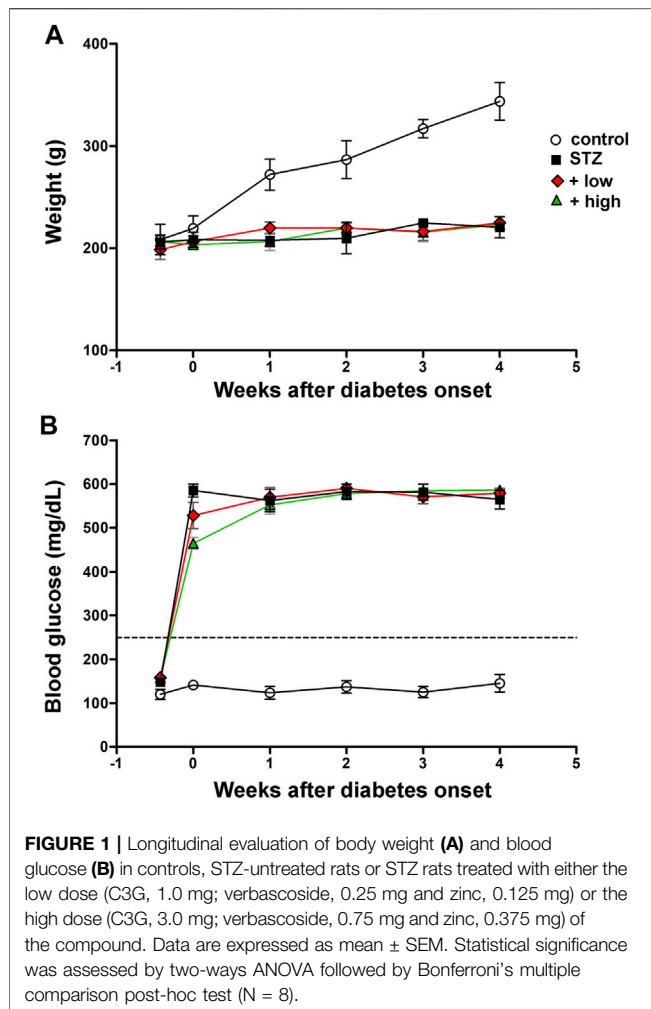 A
400
300
200
100
Weight (g)
control
STZ
+ low
+ high
-1 0 1 2 3 4 5
Weeks after diabetes onset
B
700
600
500
400
300
200
100
0
Blood glucose (mg/dL)
-1 0 1 2 3 4 5
Weeks after diabetes onset
FIGURE 1 | Longitudinal evaluation of body weight (A) and blood
glucose (B) in controls, STZ-untreated rats or STZ rats treated with either the
low dose (C3G, 1.0 mg; verbascoside, 0.25 mg and zinc, 0.125 mg) or the
high dose (C3G, 3.0 mg; verbascoside, 0.75 mg and zinc, 0.375 mg) of
the compound. Data are expressed as mean ± SEM. Statistical significance
was assessed by two-ways ANOVA followed by Bonferroni's multiple
comparison post-hoc test (N = 8).